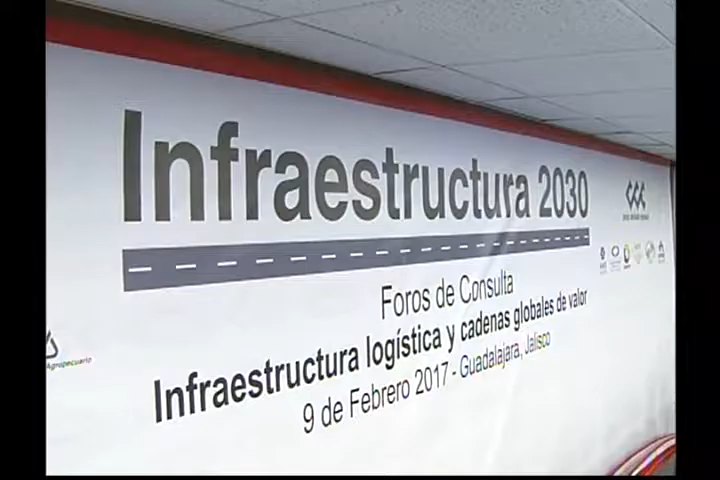 Infraestructura 2030
Foros de Consulta
Infraestructura logística y cadenas globales de valor
9 de Febrero 2017 - Guadalajara, Jalisco
Agropecuario